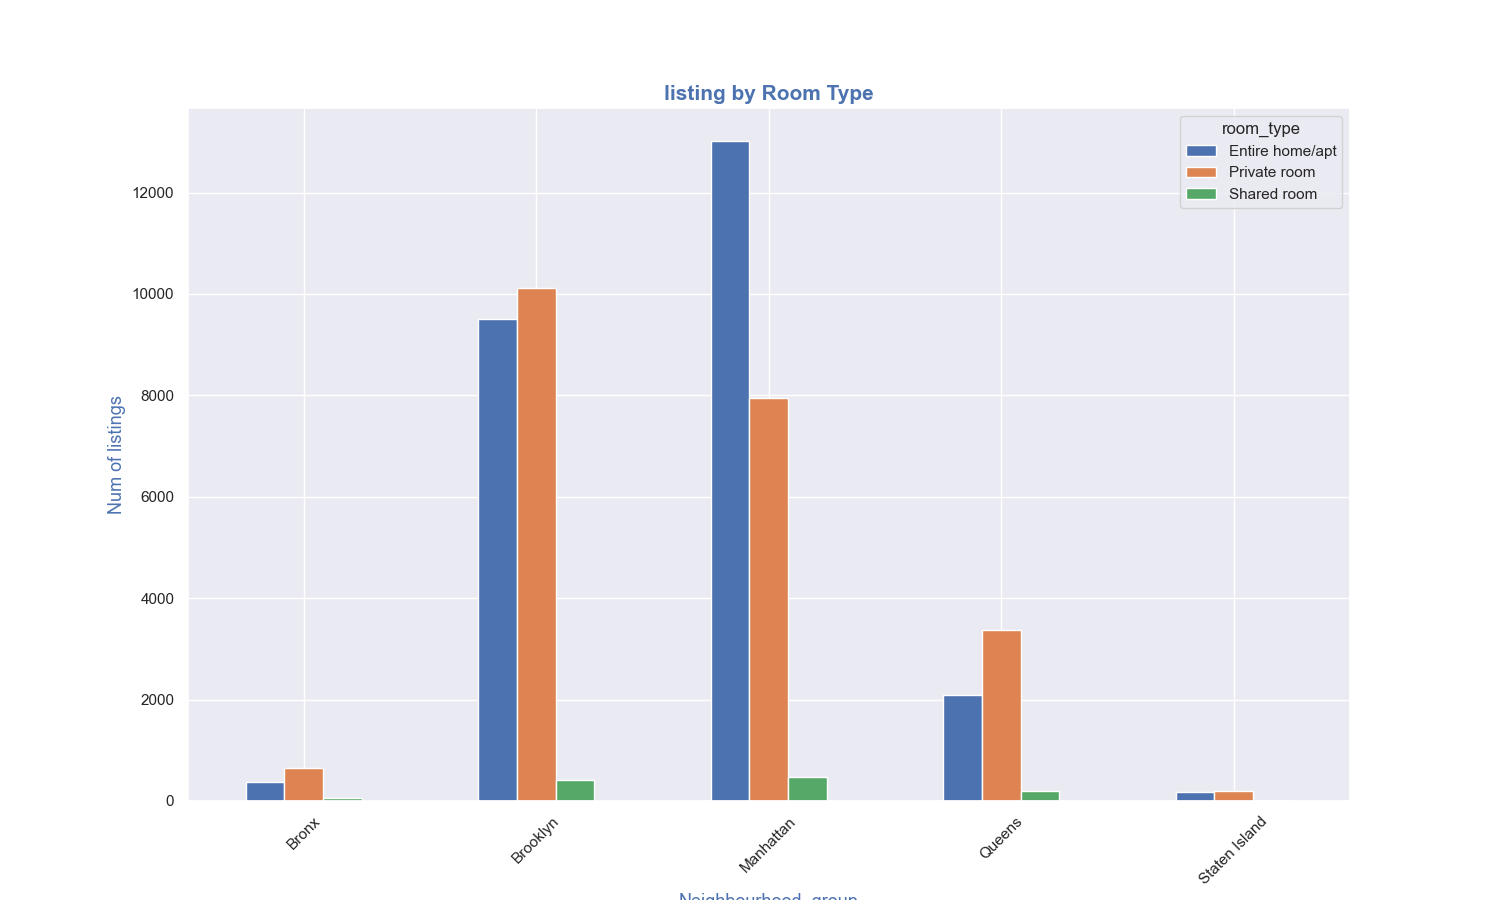 listing by Room Type
room_type
Entire home/apt
Private room
Shared room
12000
10000
8000
6000
4000
2000
0
Num of listings
Bronx
Brooklyn
Manhattan
Queens
Staten Island
Neighbourhood_group